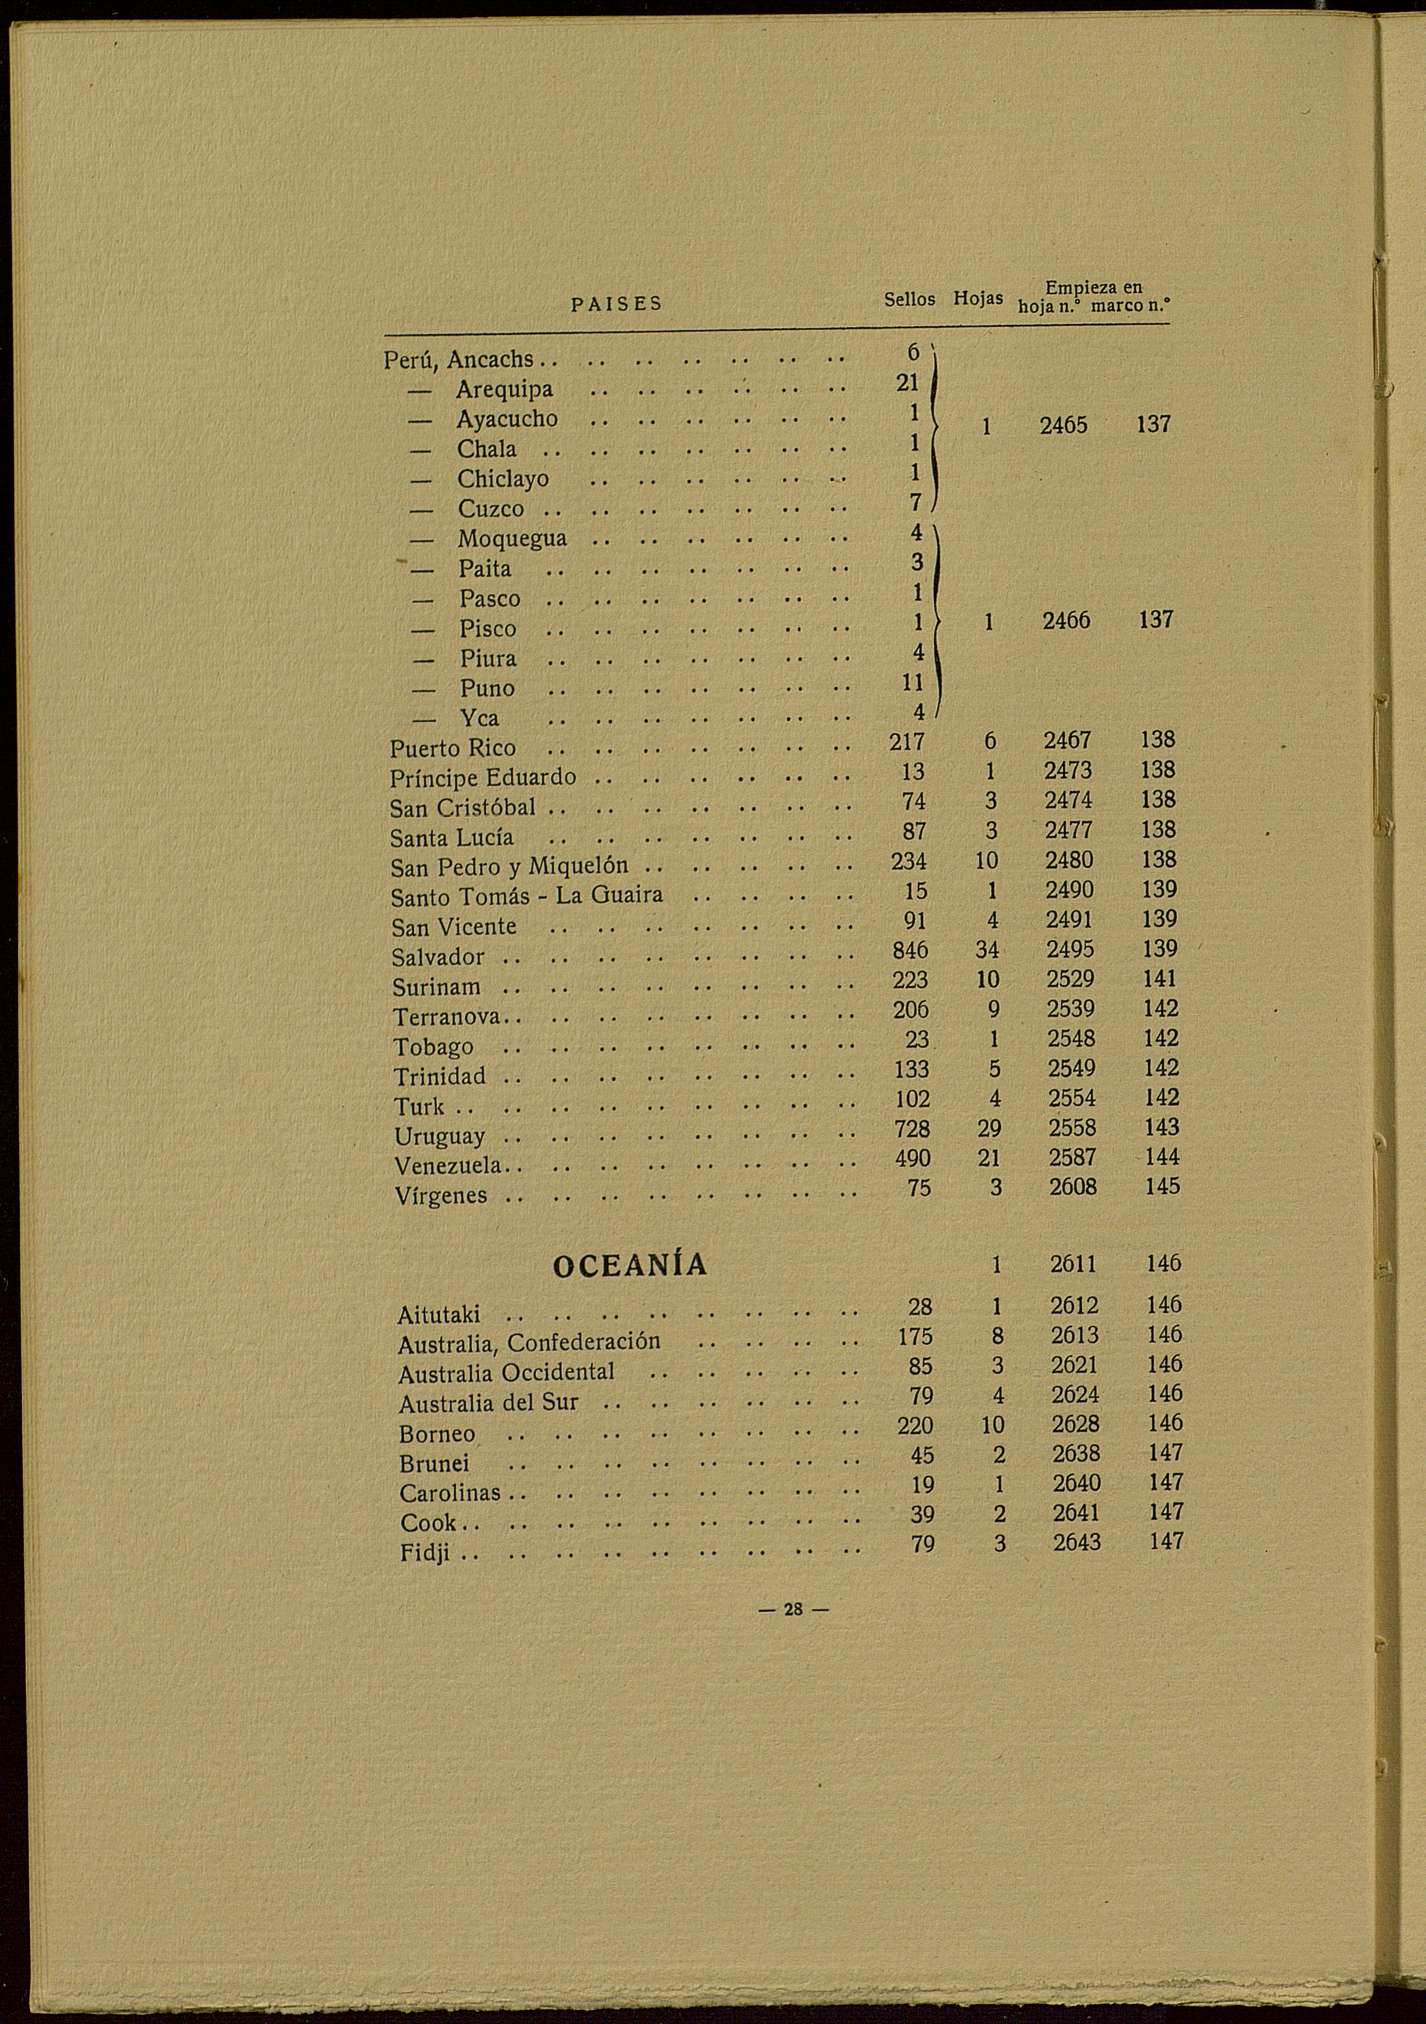 PAISES Sellos Hojas Empieza en
hoja n.° marco n.°
Perú, Ancachs .. .. .. .. .. .. .. 6
— Arequipa .. .. .. .. .. .. 21
— Ayacucho .. .. .. .. .. .. 1 1 2465 137
— Chala .. .. .. .. .. .. .. 1
— Chiclayo .. .. .. .. .. .. 1
— Cuzco .. .. .. .. .. .. .. 7
— Moquegua .. .. .. .. .. .. 4
— Paita .. .. .. .. .. .. .. 3
— Pasco .. .. .. .. .. .. .. 1
— Pisco .. .. .. .. .. .. .. 1 1 2466 137
— Piura .. .. .. .. .. .. .. 4
— Puno .. .. .. .. .. .. .. 11
— Yca .. .. .. .. .. .. .. 4
Puerto Rico .. .. .. .. .. .. .. 217 6 2467 138
Príncipe Eduardo .. .. .. .. .. .. 13 1 2473 138
San Cristóbal .. .. .. .. .. .. .. 74 3 2474 138
Santa Lucía .. .. .. .. .. .. .. 87 3 2477 138
San Pedro y Miquelón .. .. .. .. .. 234 10 2480 138
Santo Tomás - La Guaira .. .. .. .. 15 1 2490 139
San Vicente .. .. .. .. .. .. .. 91 4 2491 139
Salvador .. .. .. .. .. .. .. .. 846 34 2495 139
Surinam .. .. .. .. .. .. .. .. 223 10 2529 141
Terranova .. .. .. .. .. .. .. .. 206 9 2539 142
Tobago .. .. .. .. .. .. .. .. 23 1 2548 142
Trinidad .. .. .. .. .. .. .. .. 133 5 2549 142
Turk .. .. .. .. .. .. .. .. .. 102 4 2554 142
Uruguay .. .. .. .. .. .. .. .. 728 29 2558 143
Venezuela .. .. .. .. .. .. .. .. 490 21 2587 144
Vírgenes .. .. .. .. .. .. .. .. 75 3 2608 145
OCEANÍA 1 2611 146
Aitutaki .. .. .. .. .. .. .. .. 28 1 2612 146
Australia, Confederación .. .. .. .. 175 8 2613 146
Australia Occidental .. .. .. .. .. 85 3 2621 146
Australia del Sur .. .. .. .. .. .. 79 4 2624 146
Borneo .. .. .. .. .. .. .. .. 220 10 2628 146
Brunei .. .. .. .. .. .. .. .. 45 2 2638 147
Carolinas .. .. .. .. .. .. .. .. 19 1 2640 147
Cook .. .. .. .. .. .. .. .. .. 39 2 2641 147
Fidji .. .. .. .. .. .. .. .. .. 79 3 2643 147
— 28 —